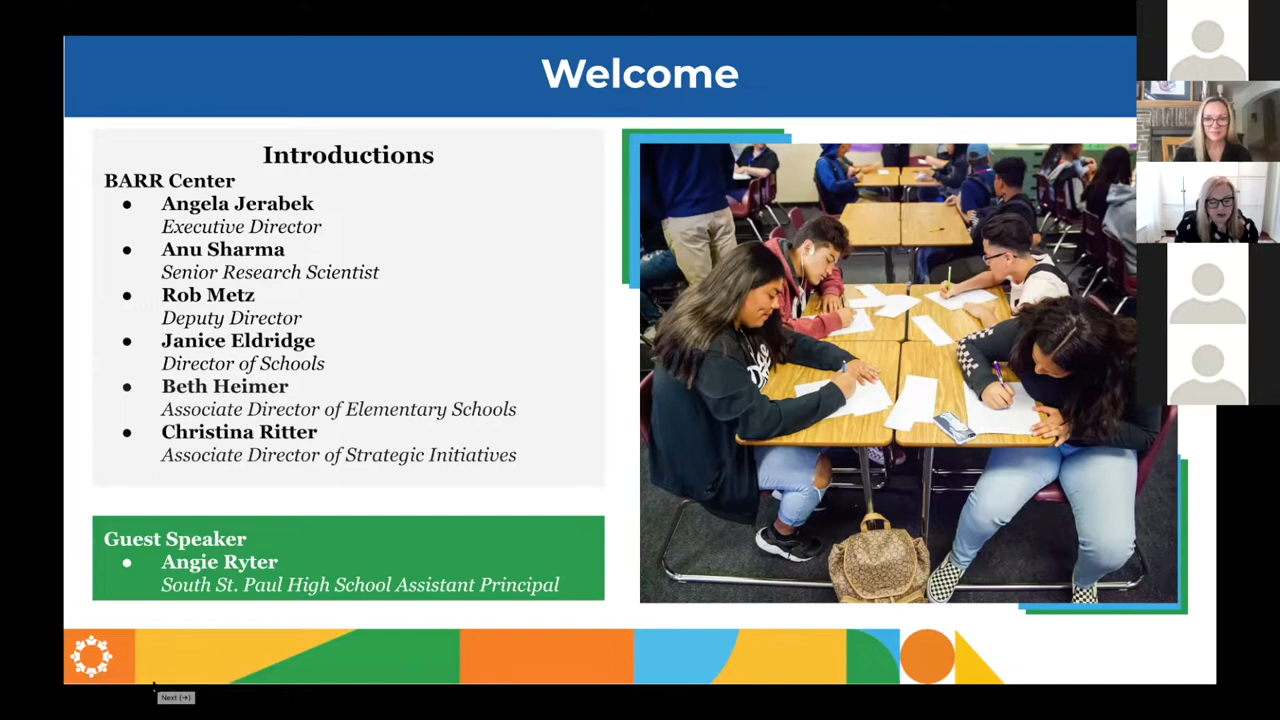 Welcome
Introductions
BARR Center
● Angela Jerabek
Executive Director
● Anu Sharma
Senior Research Scientist
● Rob Metz
Deputy Director
● Janice Eldridge
Director of Schools
● Beth Heimer
Associate Director of Elementary Schools
● Christina Ritter
Associate Director of Strategic Initiatives
Guest Speaker
● Angie Ryter
South St. Paul High School Assistant Principal
Next (→)